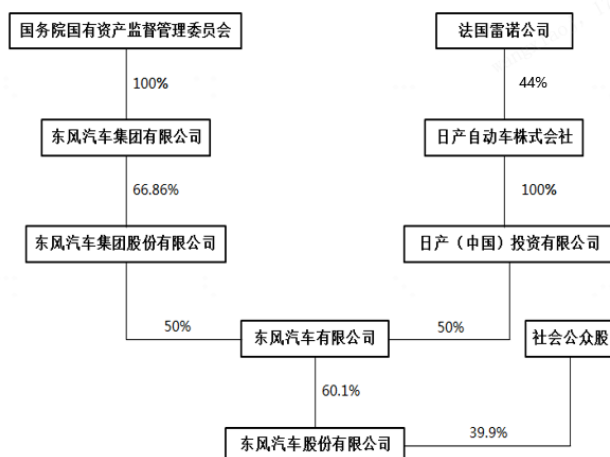 国务院国有资产监督管理委员会
法国雷诺公司
100%
44%
东风汽车集团有限公司
日产自动车株式会社
66.86%
100%
东风汽车集团股份有限公司
日产（中国）投资有限公司
50%
东风汽车有限公司
50%
社会公众股
60.1%
39.9%
东风汽车股份有限公司